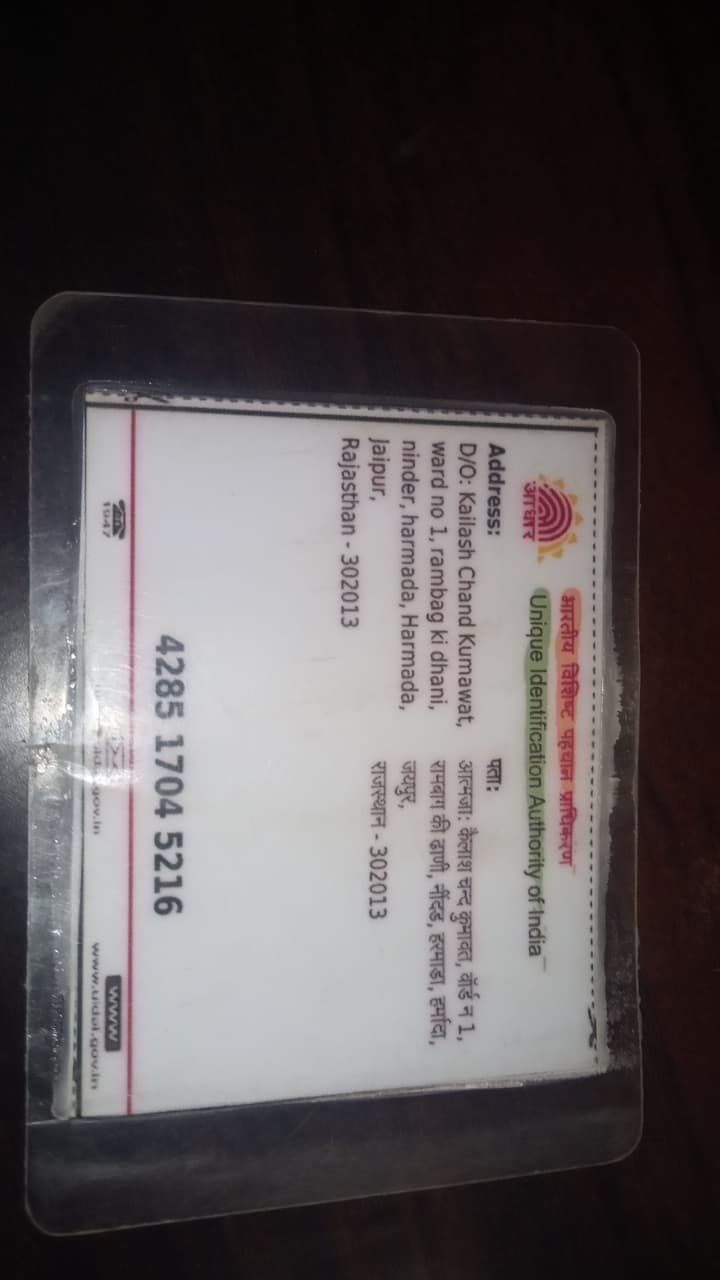 भारतीय विशिष्ट पहचान प्राधिकरण
Unique Identification Authority of India
आधार
Address:
D/O: Kailash Chand Kumawat,
ward no 1, rambag ki dhani,
ninder, harmada, Harmada,
Jaipur,
Rajasthan - 302013
पता:
आत्मजा: कैलाश चन्द कुमावत, वॉर्ड न 1,
रामबाग की ढाणी, नींदड, हरमाडा, हर्मादा,
जयपुर,
राजस्थान - 302013
4285 1704 5216
1947
www
www.uidai.gov.in